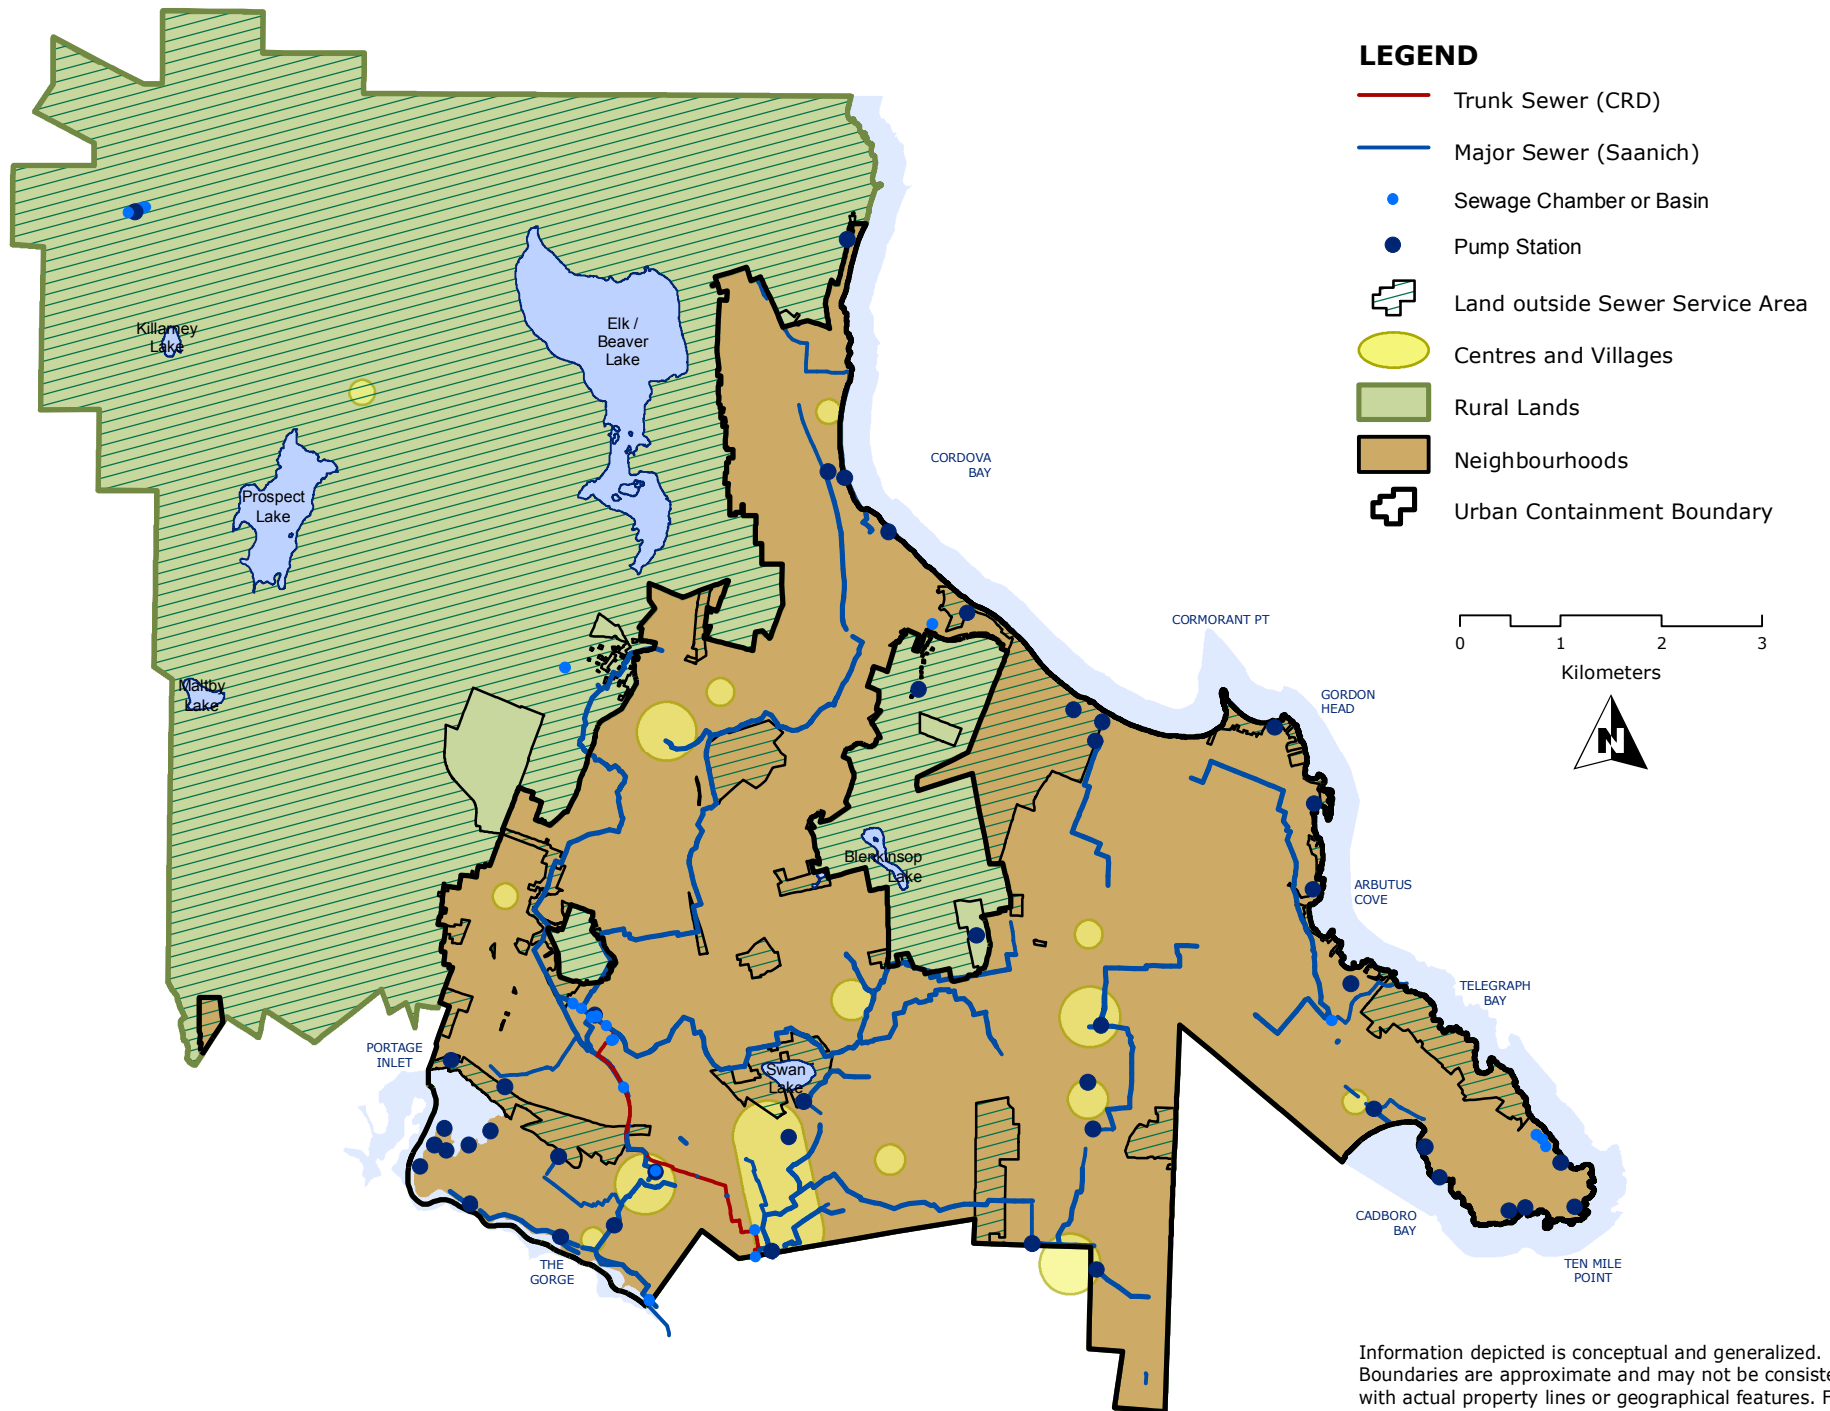 LEGEND
Trunk Sewer (CRD)
Major Sewer (Saanich)
Sewage Chamber or Basin
Pump Station
Land outside Sewer Service Area
Centres and Villages
Rural Lands
Neighbourhoods
Urban Containment Boundary
0 1 2 3
Kilometers
N
Killarney
Lake
Elk /
Beaver
Lake
Prospect
Lake
Maltby
Lake
CORDOVA
BAY
CORMORANT PT
GORDON
HEAD
Blenkinsop
Lake
ARBUTUS
COVE
TELEGRAPH
BAY
PORTAGE
INLET
Swan
Lake
THE
GORGE
CADBORO
BAY
TEN MILE
POINT
Information depicted is conceptual and generalized.
Boundaries are approximate and may not be consiste
with actual property lines or geographical features. F